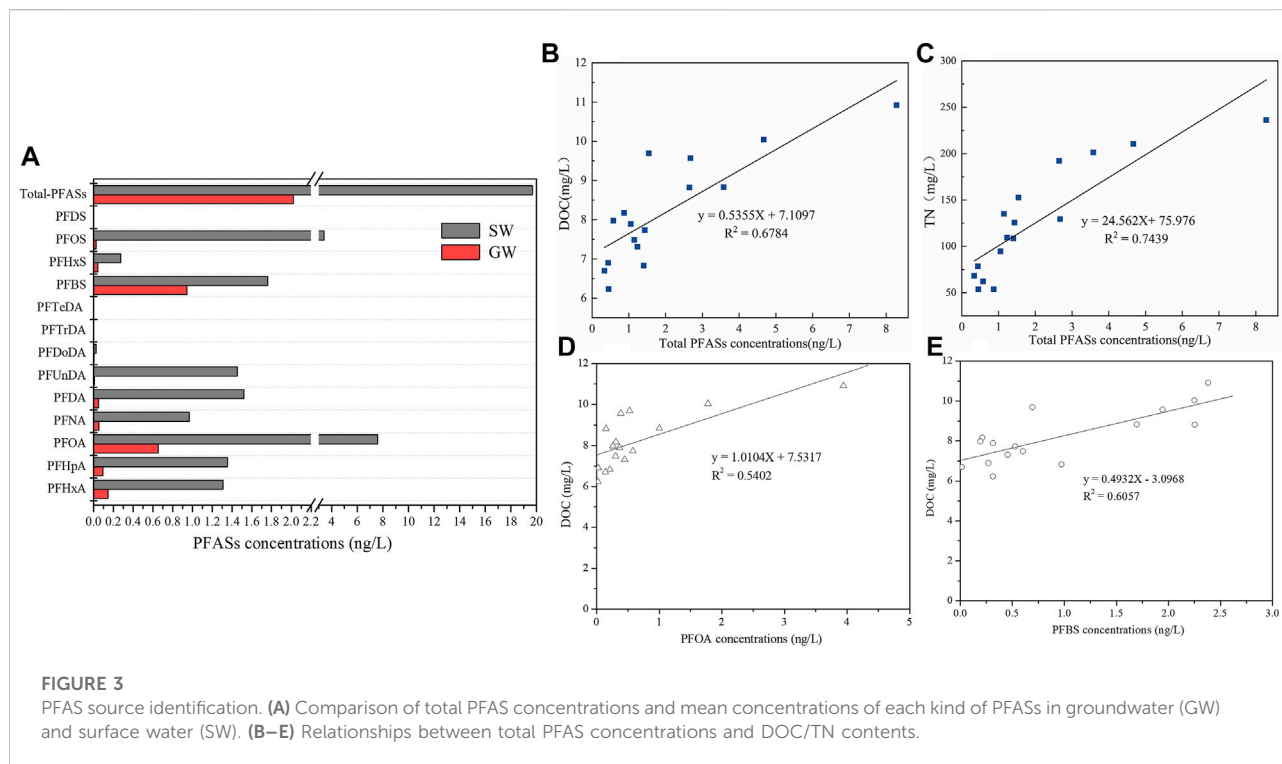 A
Total-PFASs
PFDS
PFOS
PFHxS
PFBS
PFTeDA
PFTrDA
PFDoDA
PFUnDA
PFDA
PFNA
PFOA
PFHpA
PFHxA
SW
GW
0.0 0.2 0.4 0.6 0.8 1.0 1.2 1.4 1.6 1.8 2.0 2.2 4 6 8 10 12 14 16 18 20
PFASs concentrations (ng/L)
B
DOC(mg/L)
12
11
10
9
8
7
6
y = 0.5355X + 7.1097
R² = 0.6784
0 1 2 3 4 5 6 7 8
Total PFASs concentrations(ng/L)
C
TN (mg/L)
300
250
200
150
100
50
y = 24.562X+ 75.976
R² = 0.7439
0 1 2 3 4 5 6 7 8
Total PFASs concentrations(ng/L)
D
DOC (mg/L)
12
10
8
6
4
2
0
y = 1.0104X + 7.5317
R² = 0.5402
0 1 2 3 4 5
PFOA concentrations (ng/L)
E
DOC(mg/L)
12
10
8
6
4
2
0
y = 0.4932X - 3.0968
R² = 0.6057
0.0 0.5 1.0 1.5 2.0 2.5 3.0
PFBS concentrations (ng/L)
FIGURE 3
PFAS source identification. (A) Comparison of total PFAS concentrations and mean concentrations of each kind of PFASs in groundwater (GW)
and surface water (SW). (B–E) Relationships between total PFAS concentrations and DOC/TN contents.